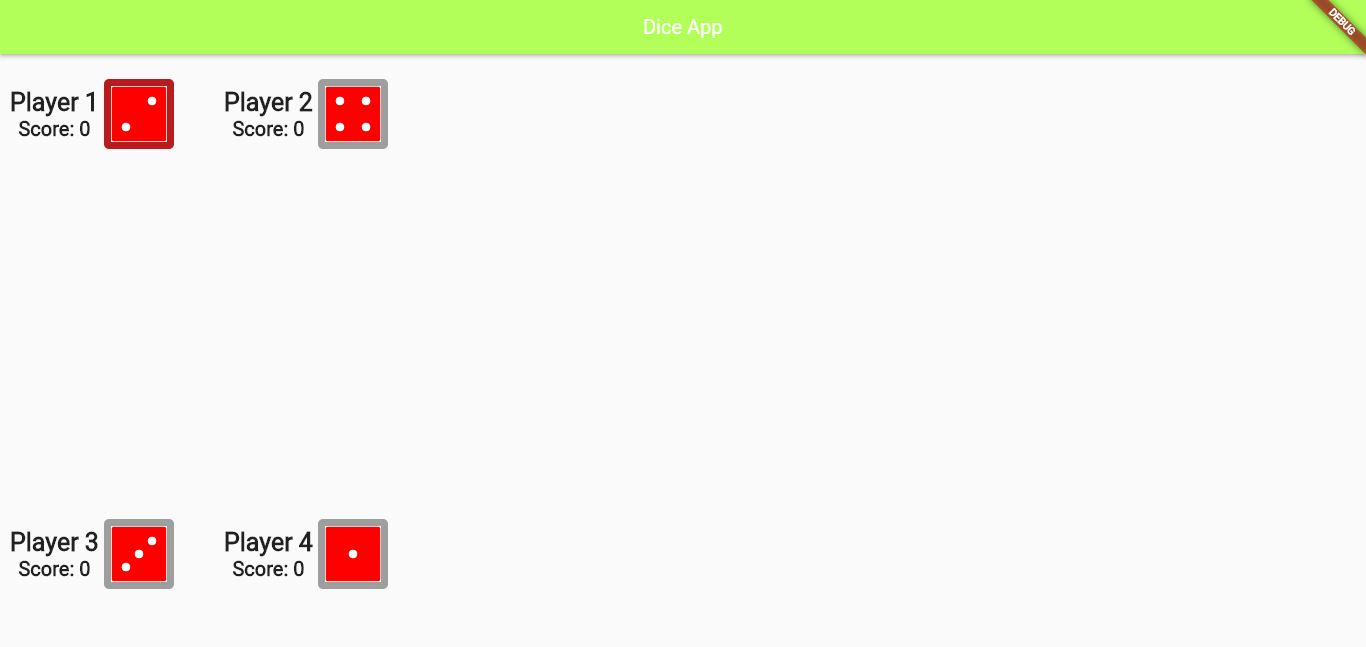 Dice App
DEBUG
Player 1
Score: 0
Player 2
Score: 0
Player 3
Score: 0
Player 4
Score: 0